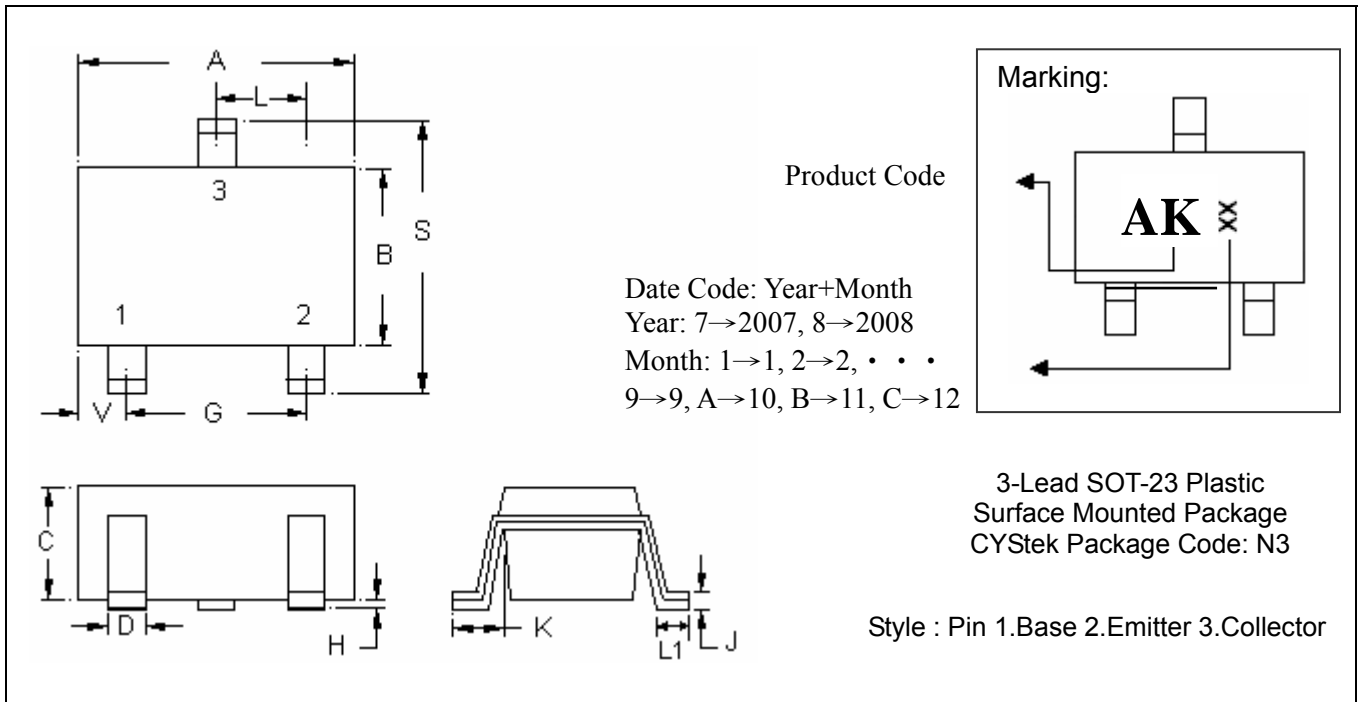 A
L
3
S
B
1
2
V
G
C
D
H
K
L1
J
Product Code
Date Code: Year+Month
Year: 7→2007, 8→2008
Month: 1→1, 2→2, ・・・
9→9, A→10, B→11, C→12
Marking:
AK XX
3-Lead SOT-23 Plastic
Surface Mounted Package
CYStek Package Code: N3
Style : Pin 1.Base 2.Emitter 3.Collector